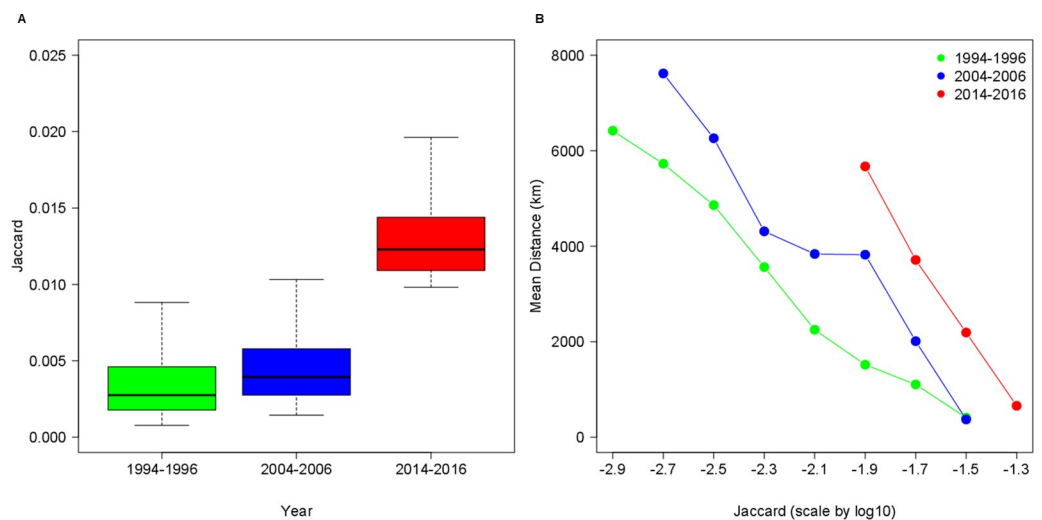 A
0.025
0.020
0.015
0.010
0.005
0.000
Jaccard
1994-1996
2004-2006
2014-2016
Year
B
8000
6000
4000
2000
0
Mean Distance (km)
1994-1996
2004-2006
2014-2016
-2.9 -2.7 -2.5 -2.3 -2.1 -1.9 -1.7 -1.5 -1.3
Jaccard (scale by log10)